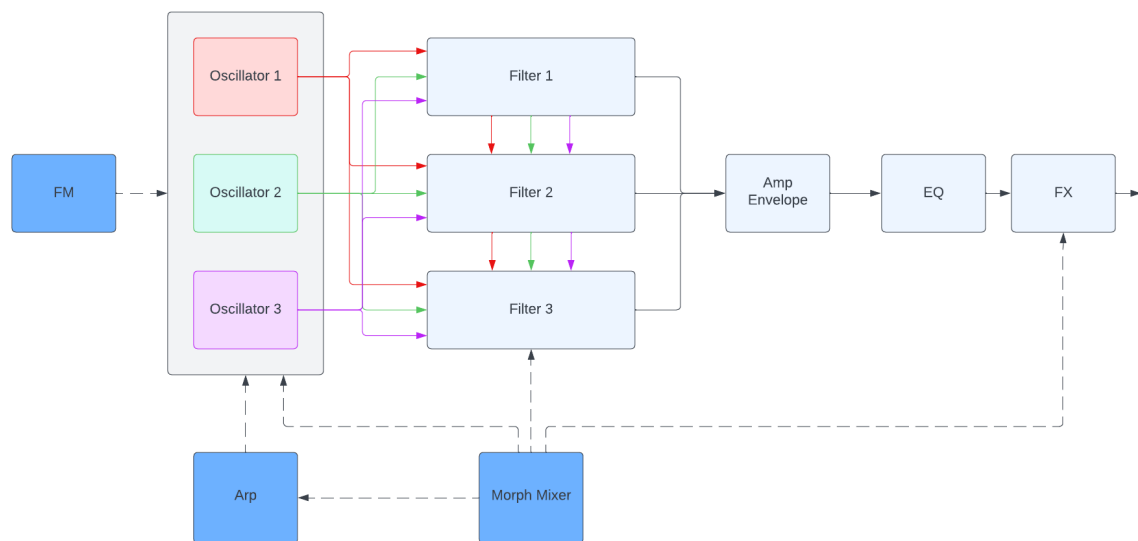 Oscillator 1
Filter 1
FM
Oscillator 2
Filter 2
Amp
Envelope
EQ
FX
Oscillator 3
Filter 3
Arp
Morph Mixer